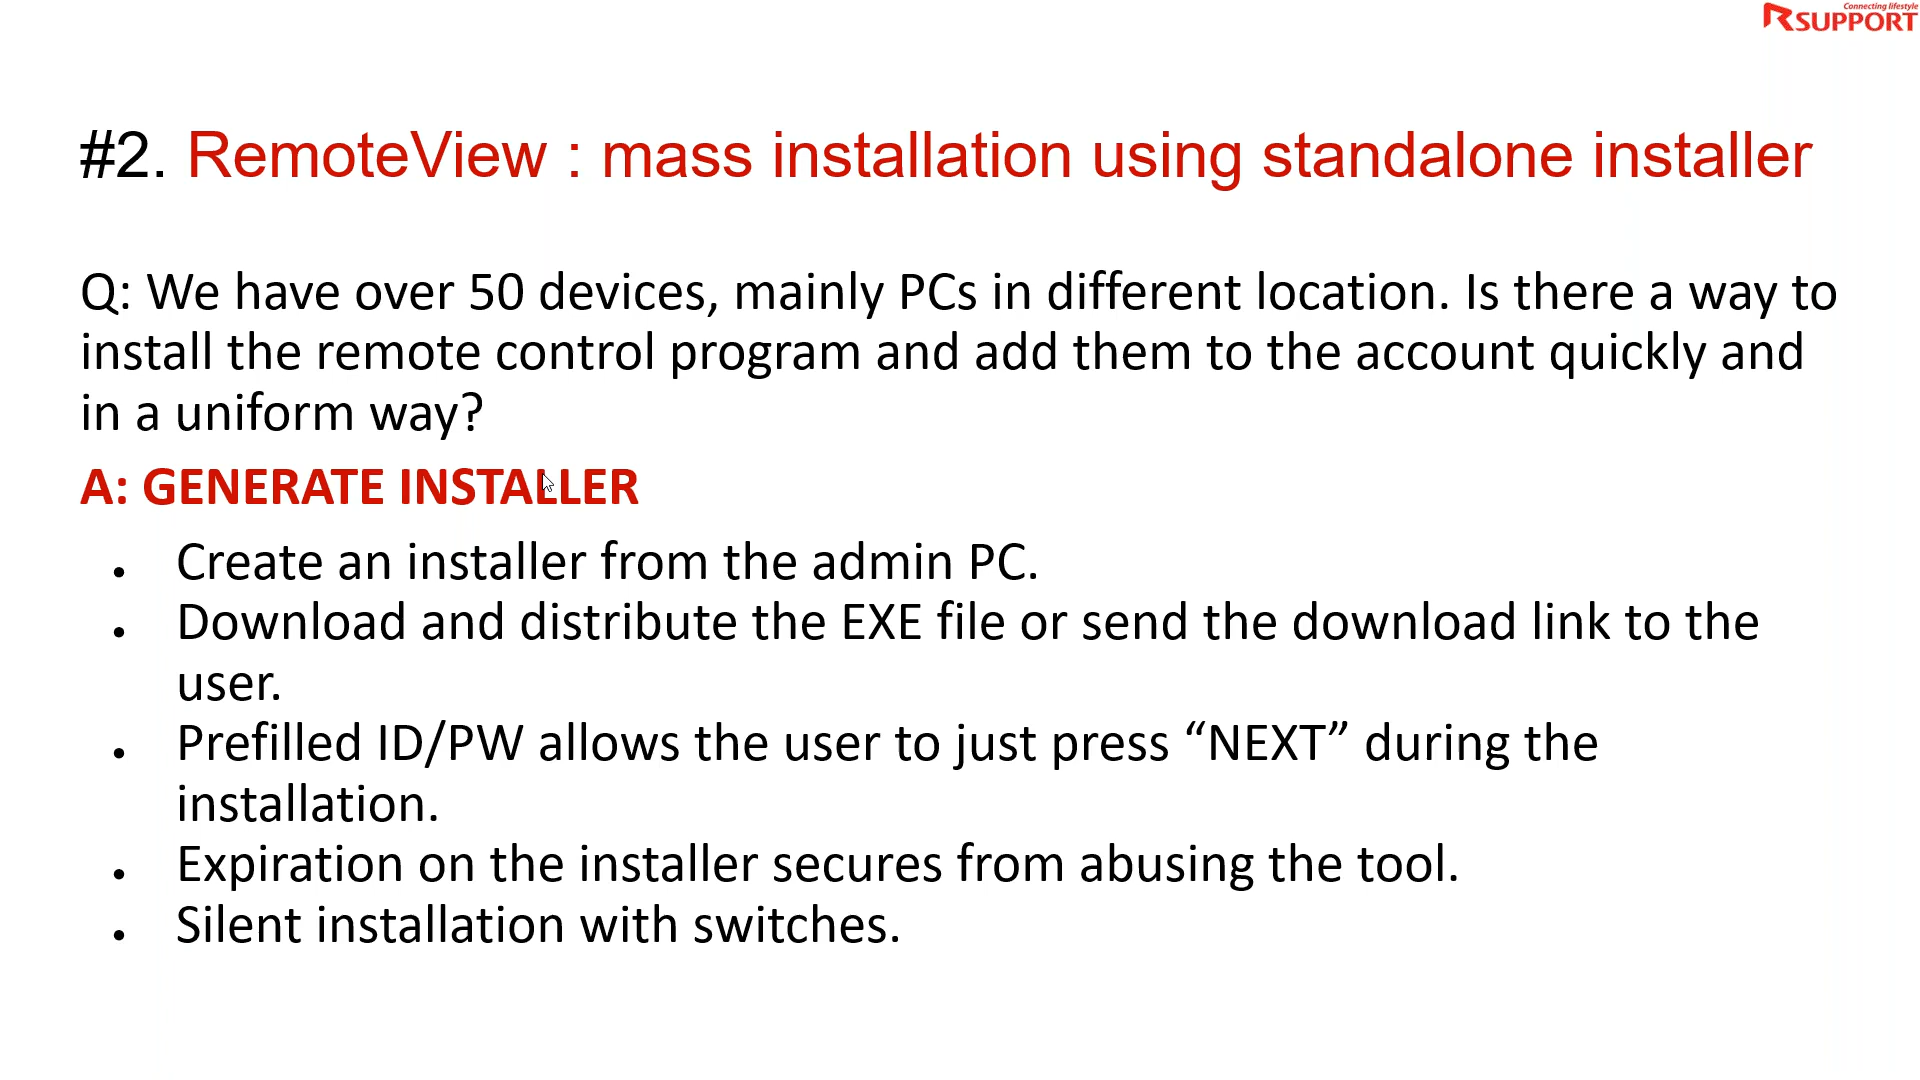 Connecting lifestyle
RSUPPORT
#2. RemoteView : mass installation using standalone installer
Q: We have over 50 devices, mainly PCs in different location. Is there a way to
install the remote control program and add them to the account quickly and
in a uniform way?
A: GENERATE INSTALLER
• Create an installer from the admin PC.
• Download and distribute the EXE file or send the download link to the
user.
• Prefilled ID/PW allows the user to just press “NEXT” during the
installation.
• Expiration on the installer secures from abusing the tool.
• Silent installation with switches.